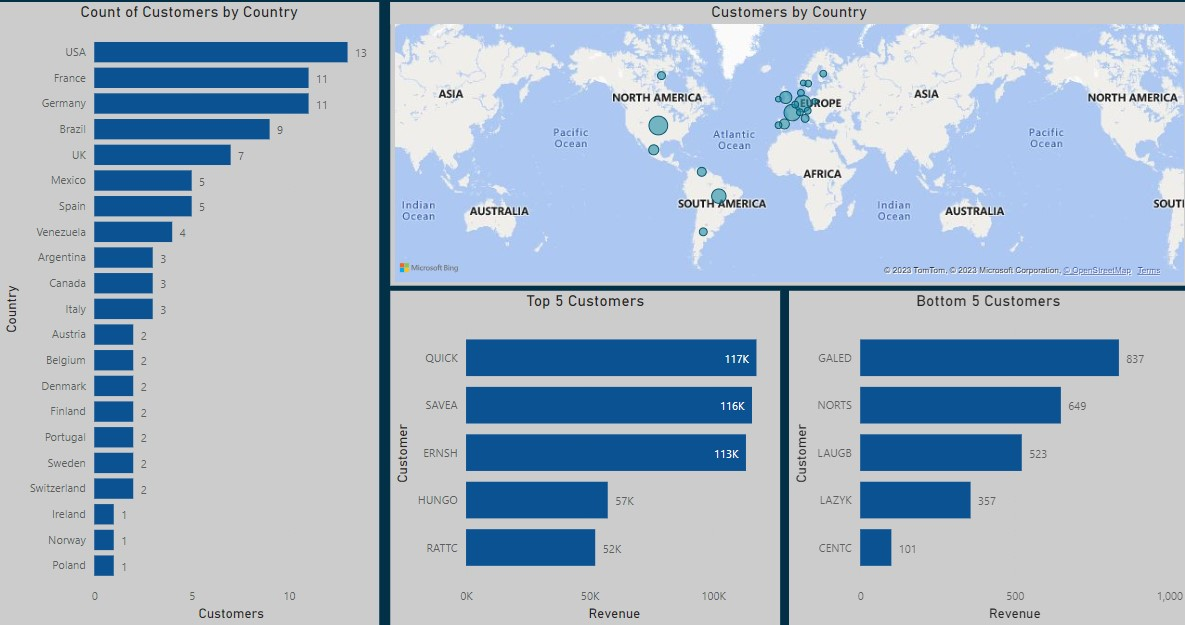 Count of Customers by Country
USA 13
France 11
Germany 11
Brazil 9
UK 7
Mexico 5
Spain 5
Venezuela 4
Argentina 3
Canada 3
Italy 3
Austria 2
Belgium 2
Denmark 2
Finland 2
Portugal 2
Sweden 2
Switzerland 2
Ireland 1
Norway 1
Poland 1
0 5 10
Country
Customers
Customers by Country
ASIA
NORTH AMERICA
EUROPE
ASIA
NORTH AMERICA
Pacific
Ocean
Atlantic
Ocean
Pacific
Ocean
AFRICA
Indian
Ocean
AUSTRALIA
SOUTH AMERICA
Indian
Ocean
AUSTRALIA
SOUT
Microsoft Bing
© 2023 TomTom, © 2023 Microsoft Corporation, © OpenStreetMap Terms
Top 5 Customers
QUICK 117K
SAVEA 116K
ERNSH 113K
HUNGO 57K
RATTC 52K
0K 50K 100K
Customer
Revenue
Bottom 5 Customers
GALED 837
NORTS 649
LAUGB 523
LAZYK 357
CENTC 101
0 500 1,000
Customer
Revenue